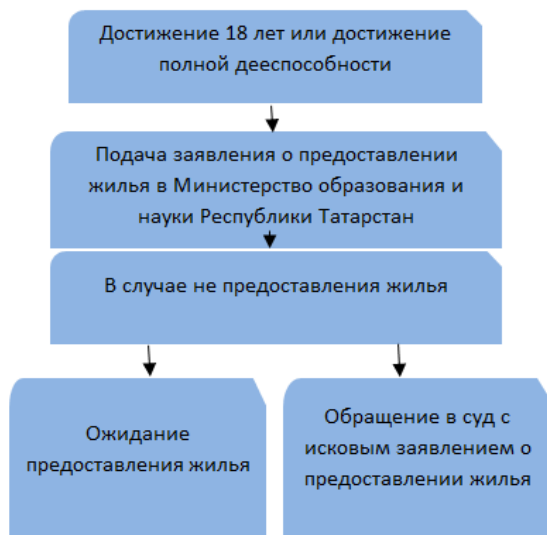 Достижение 18 лет или достижение
полной дееспособности
Подача заявления о предоставлении
жилья в Министерство образования и
науки Республики Татарстан
В случае не предоставления жилья
Ожидание
предоставления жилья
Обращение в суд с
исковым заявлением о
предоставлении жилья